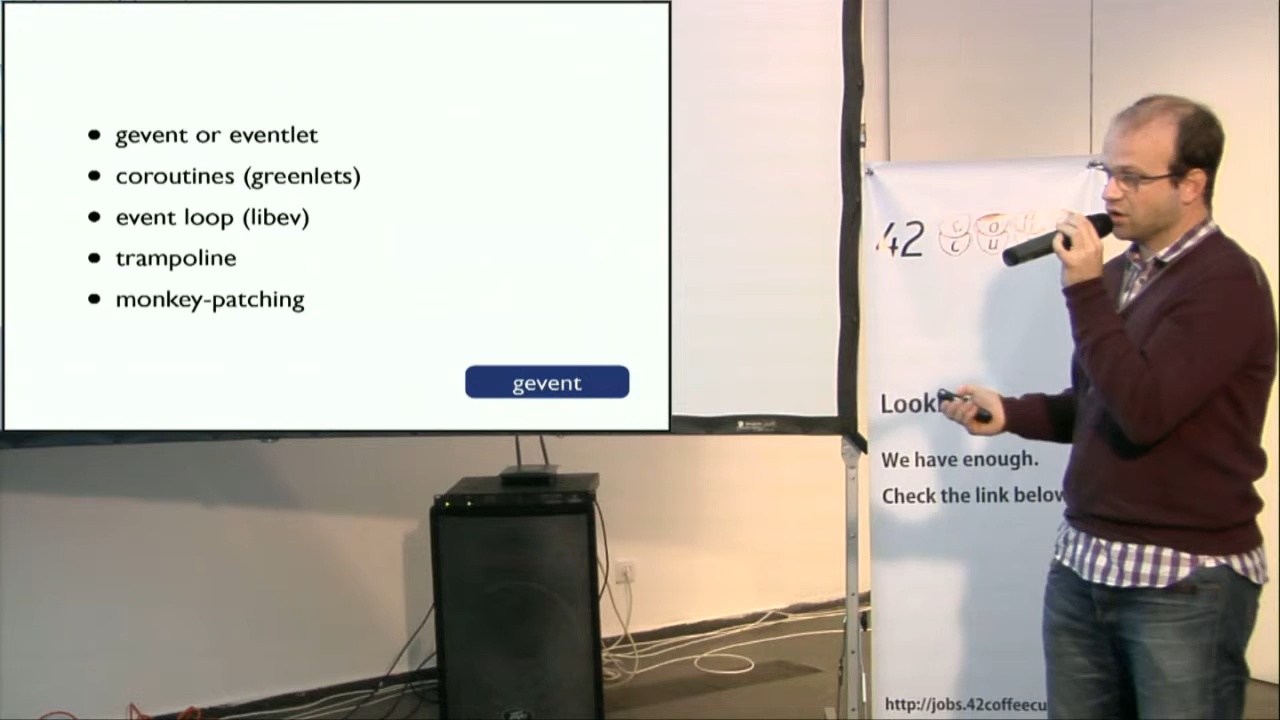 gevent or eventlet
coroutines (greenlets)
event loop (libev)
trampoline
monkey-patching
gevent
42
We have enough.
Check the link below
http://jobs.42coffeecu